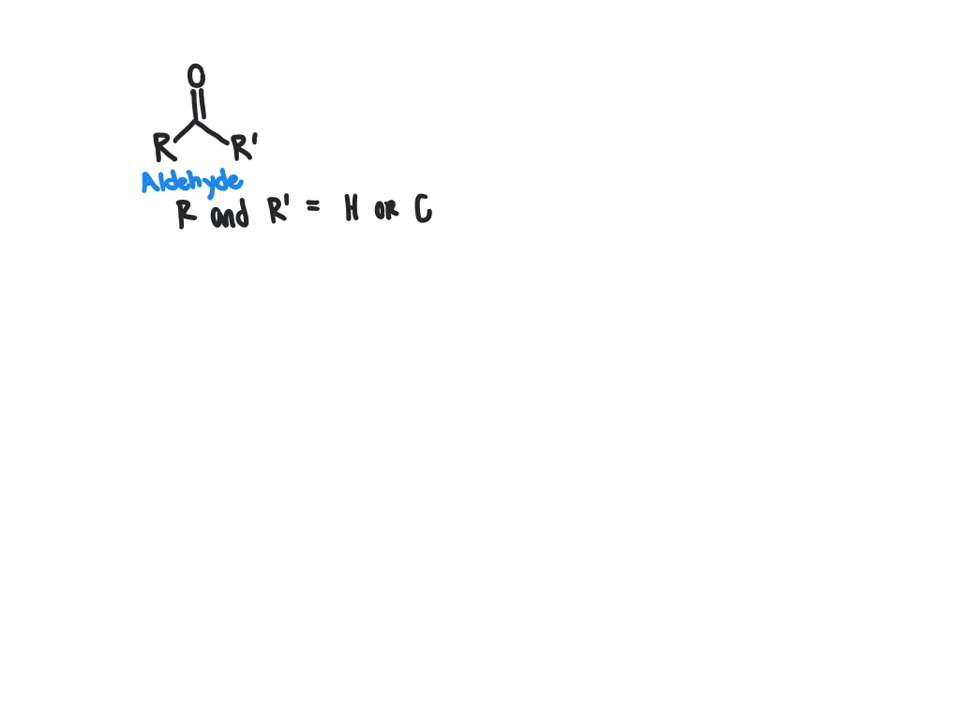 O
R R'
Aldehyde
R and R' = H or C